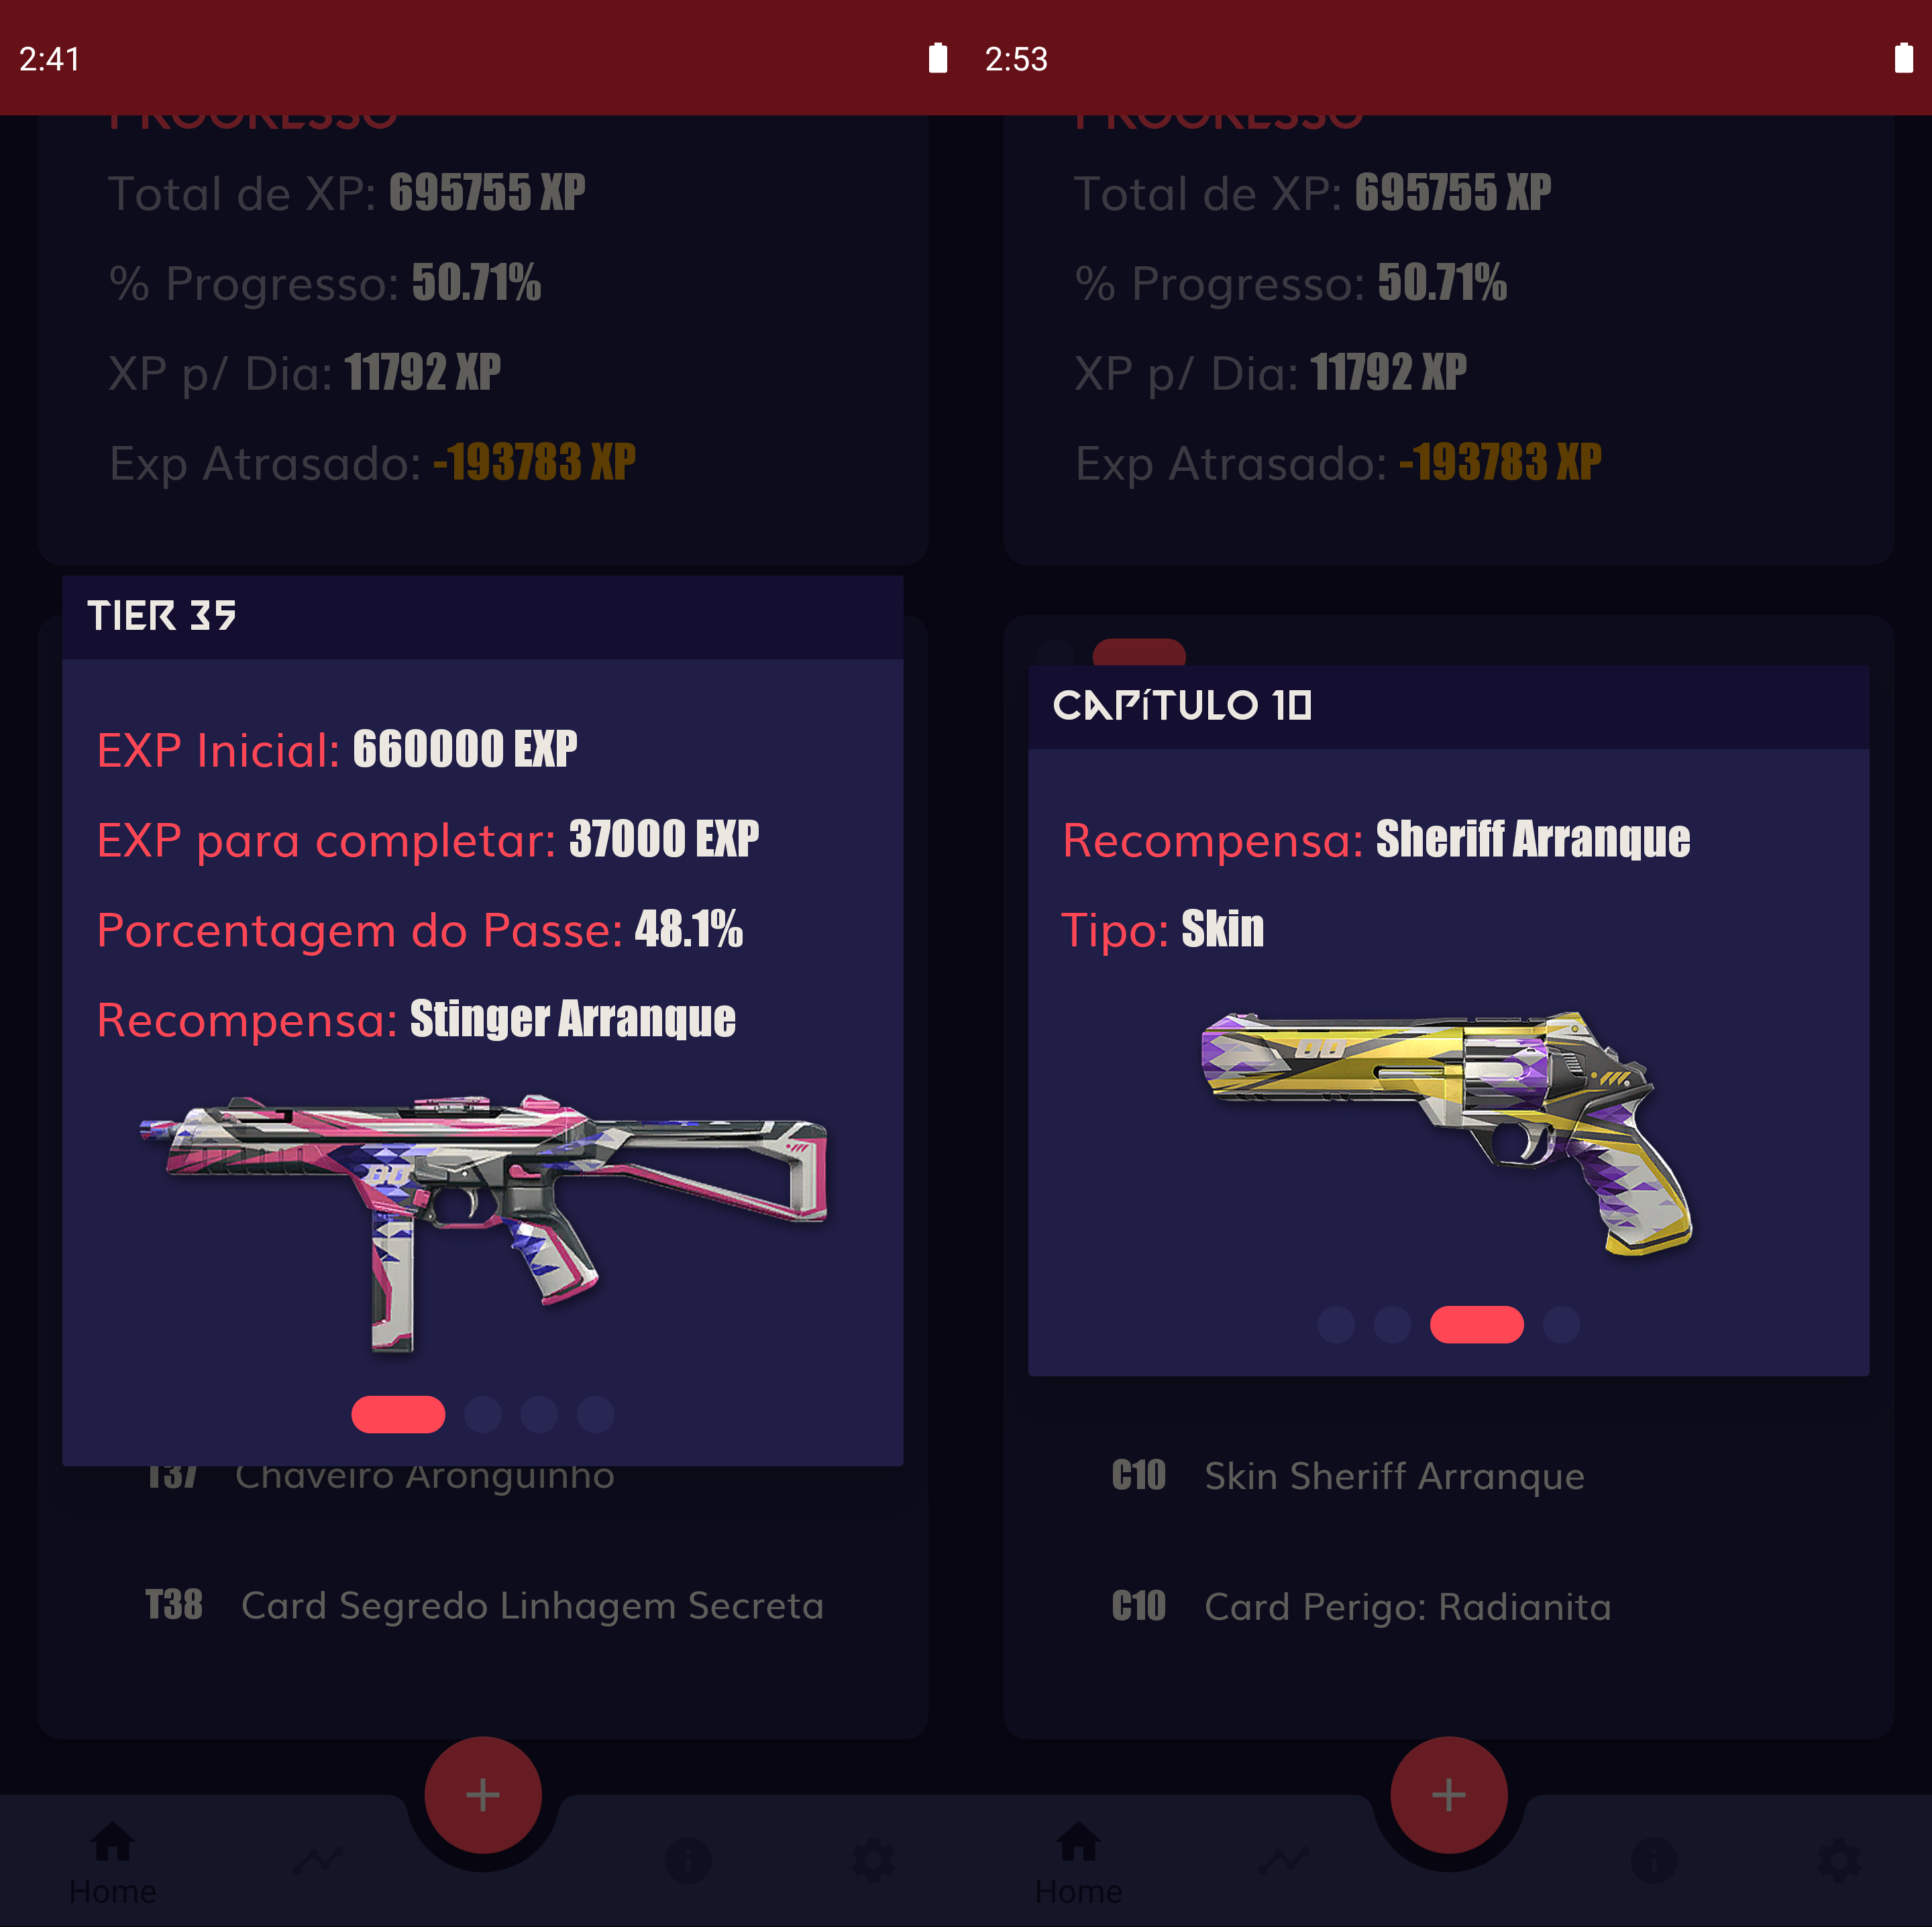 2:41
PROGRESSO
Total de XP: 695755 XP
% Progresso: 50.71%
XP p/ Dia: 11792 XP
Exp Atrasado: -193783 XP
TIER 35
EXP Inicial: 660000 EXP
EXP para completar: 37000 EXP
Porcentagem do Passe: 48.1%
Recompensa: Stinger Arranque
T37 Chaveiro Aronguinho
T38 Card Segredo Linhagem Secreta
Home
2:53
PROGRESSO
Total de XP: 695755 XP
% Progresso: 50.71%
XP p/ Dia: 11792 XP
Exp Atrasado: -193783 XP
CAPíTULO 10
Recompensa: Sheriff Arranque
Tipo: Skin
C10 Skin Sheriff Arranque
C10 Card Perigo: Radianita
Home